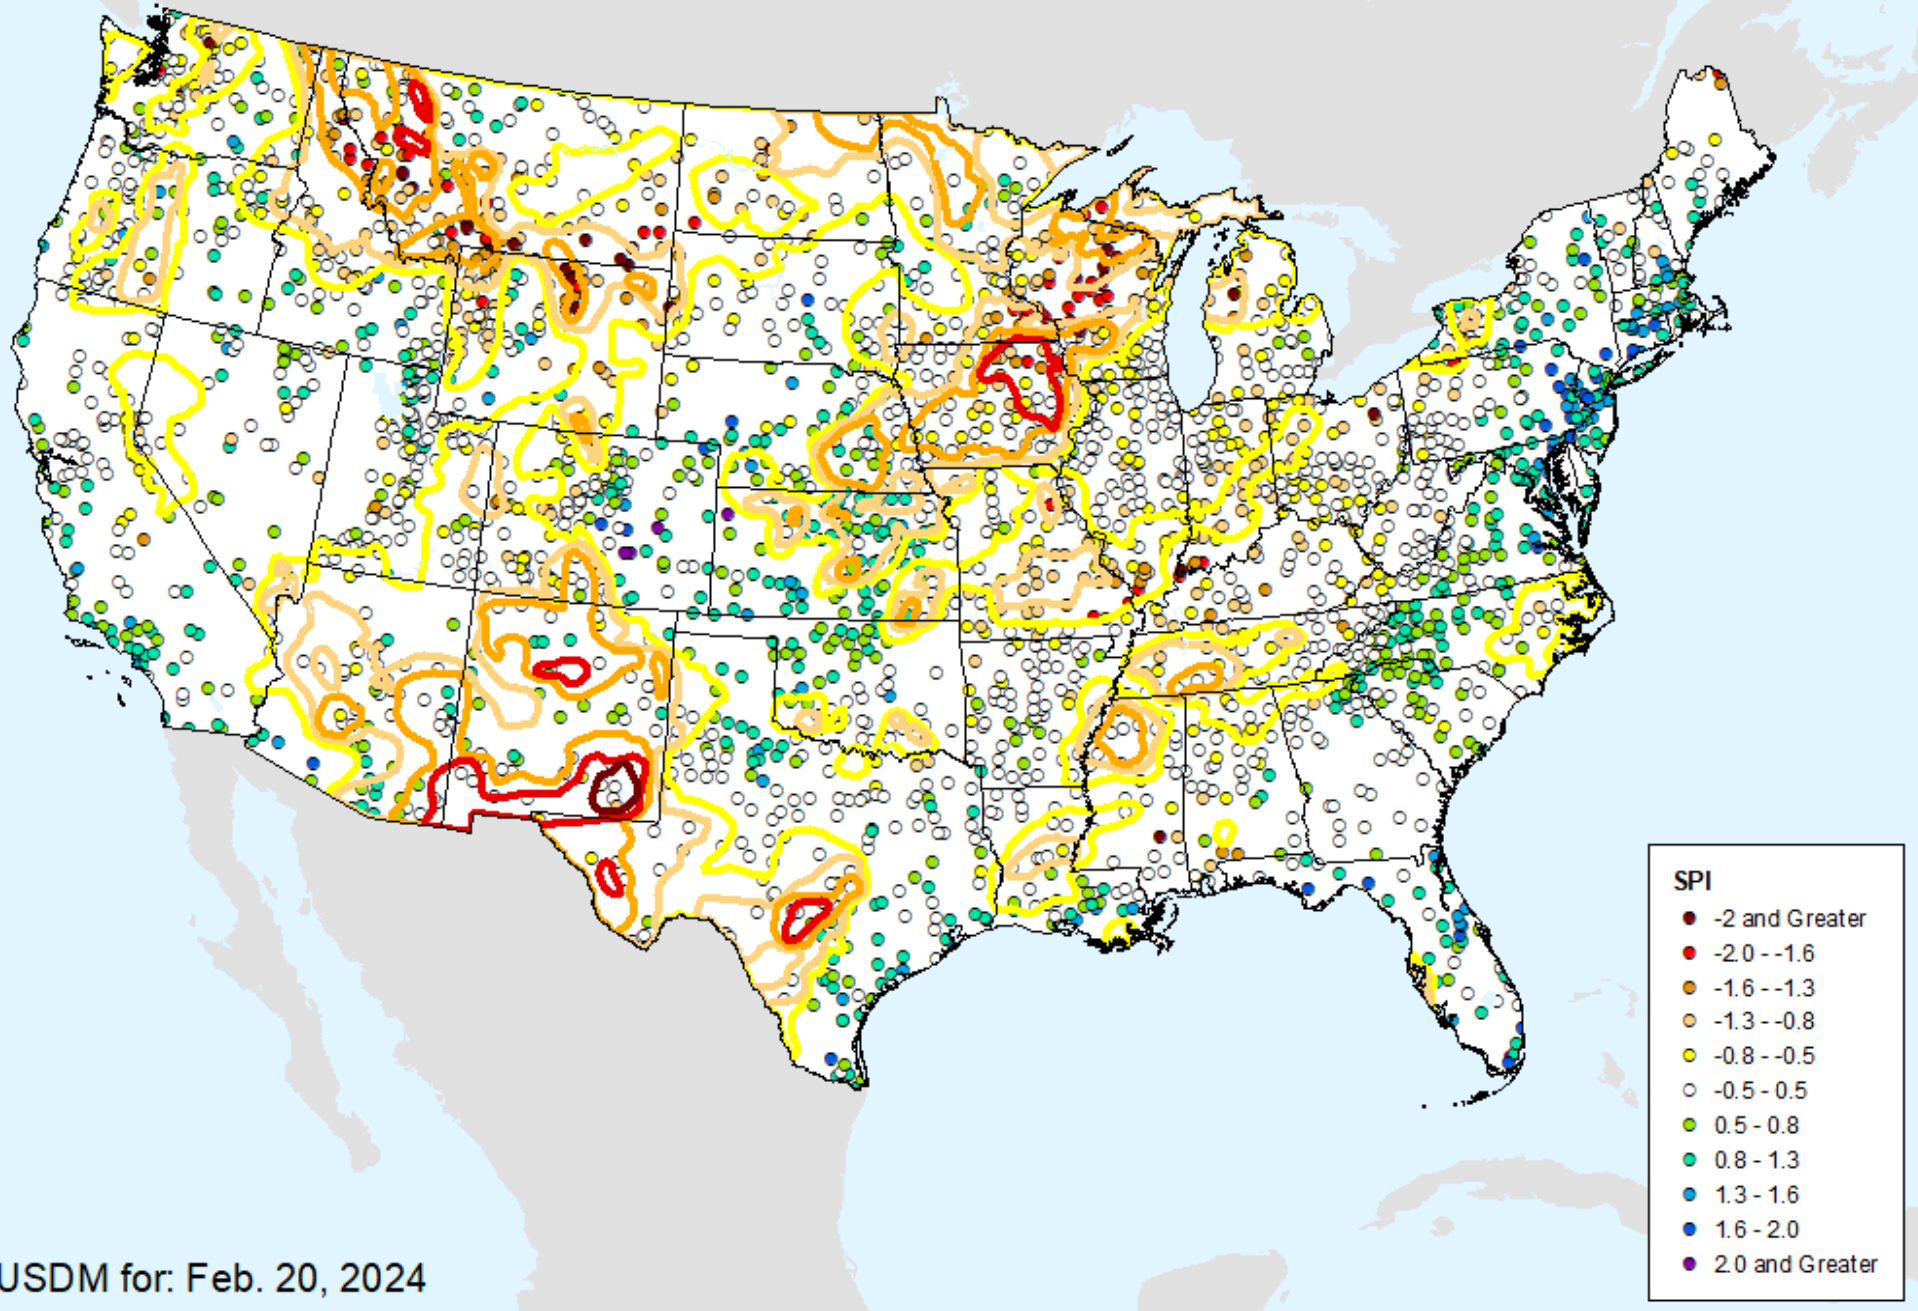 SPI
-2 and Greater
-2.0 - -1.6
-1.6 - -1.3
-1.3 - -0.8
-0.8 - -0.5
-0.5 - 0.5
0.5 - 0.8
0.8 - 1.3
1.3 - 1.6
1.6 - 2.0
2.0 and Greater
USDM for: Feb. 20, 2024